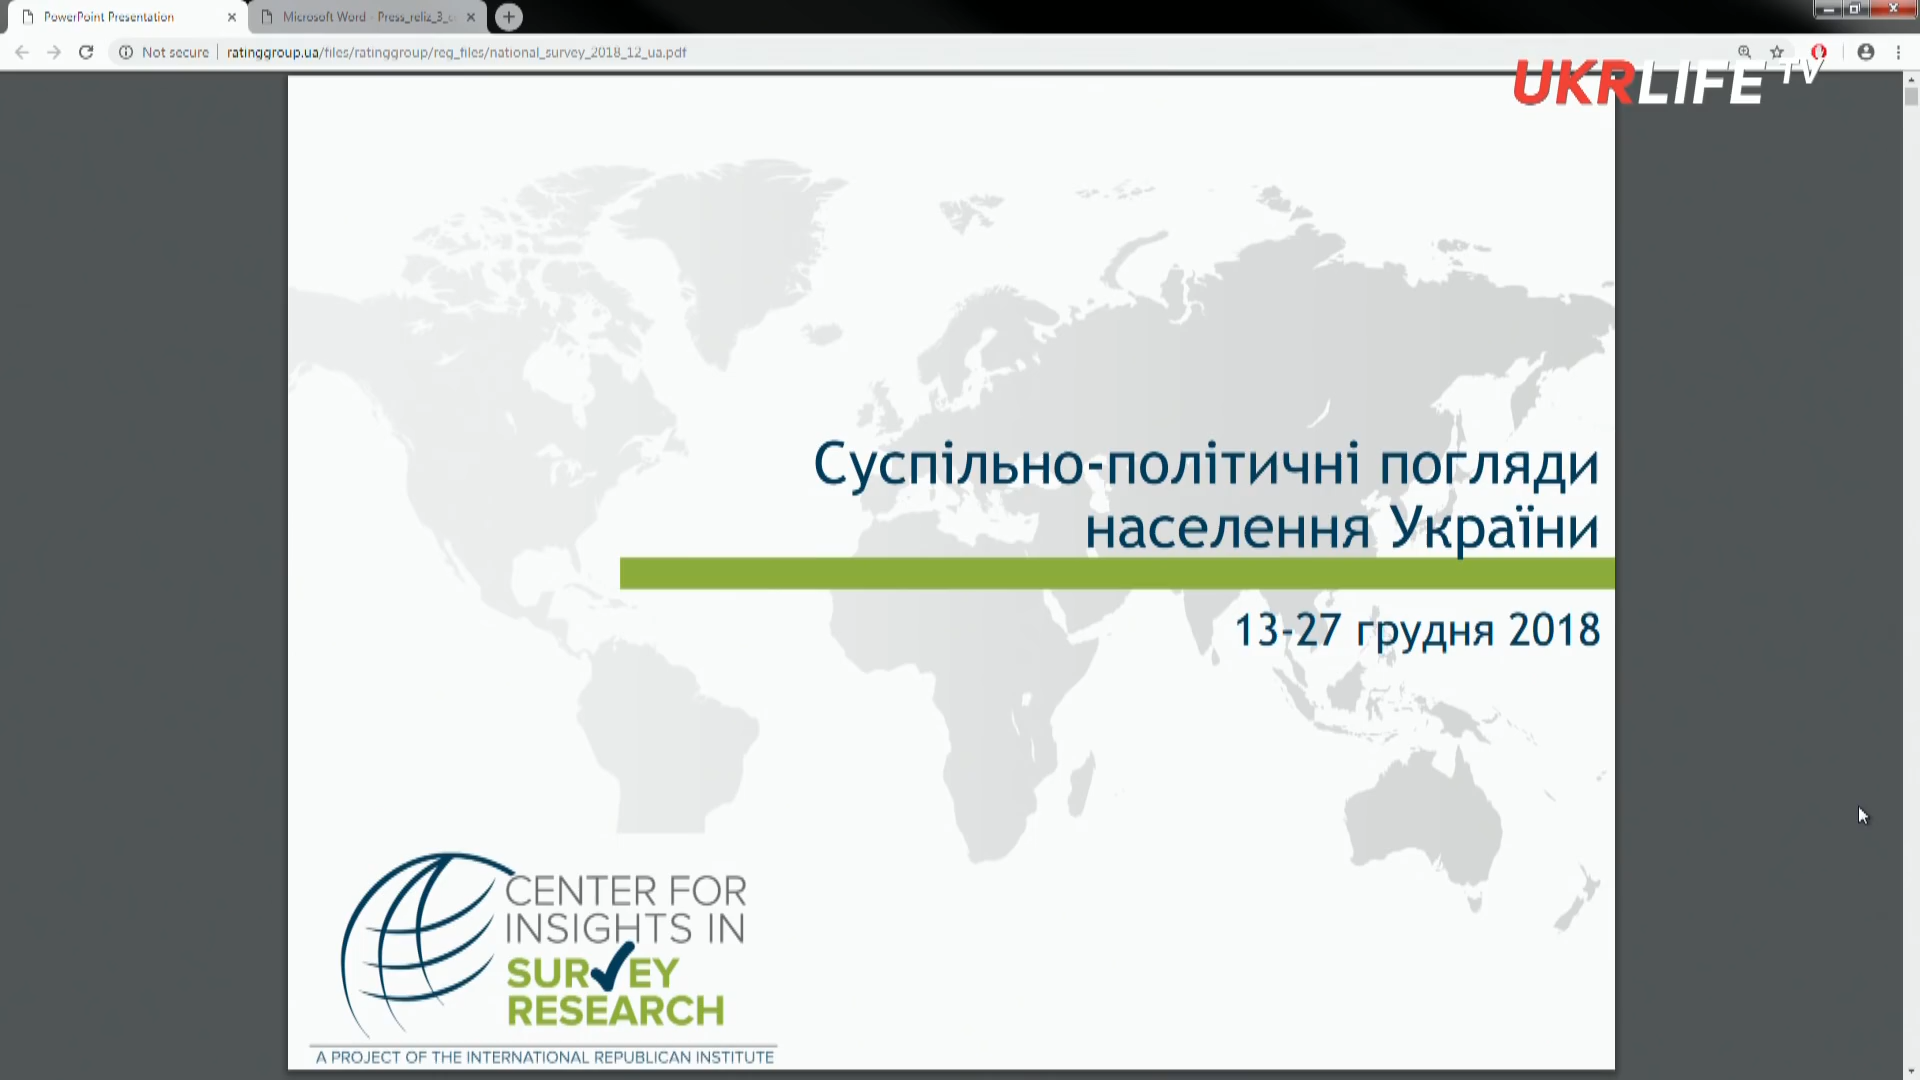 PowerPoint Presentation
Microsoft Word - Press_reliz_3_c
Not secure
ratinggroup.ua/files/ratinggroup/reg_files/national_survey_2018_12_ua.pdf
UKRLIFE TV
Суспільно-політичні погляди
населення України
13-27 грудня 2018
CENTER FOR
INSIGHTS IN
SURVEY
RESEARCH
A PROJECT OF THE INTERNATIONAL REPUBLICAN INSTITUTE